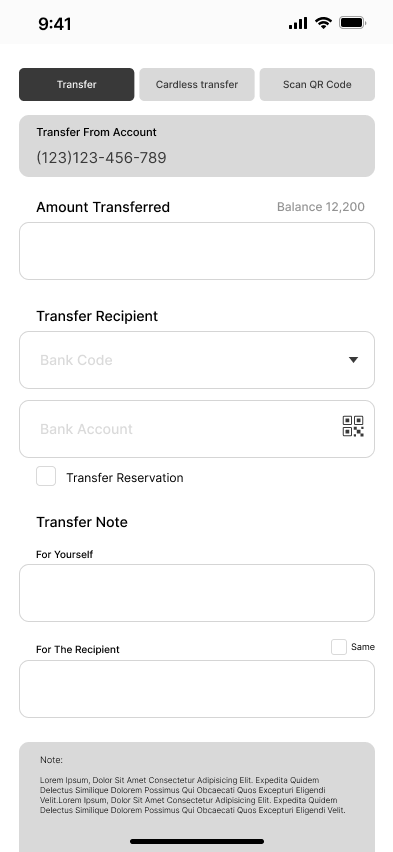 9:41
Transfer
Cardless transfer
Scan QR Code
Transfer From Account
(123)123-456-789
Amount Transferred
Balance 12,200
Transfer Recipient
Bank Code
Bank Account
Transfer Reservation
Transfer Note
For Yourself
For The Recipient
Same
Note:
Lorem Ipsum, Dolor Sit Amet Consectetur Adipisicing Elit. Expedita Quidem
Delectus Similique Dolorem Possimus Qui Obcaecati Quos Excepturi Eligendi
Velit.Lorem Ipsum, Dolor Sit Amet Consectetur Adipisicing Elit. Expedita Quidem
Delectus Similique Dolorem Possimus Qui Obcaecati Quos Excepturi Eligendi Velit.